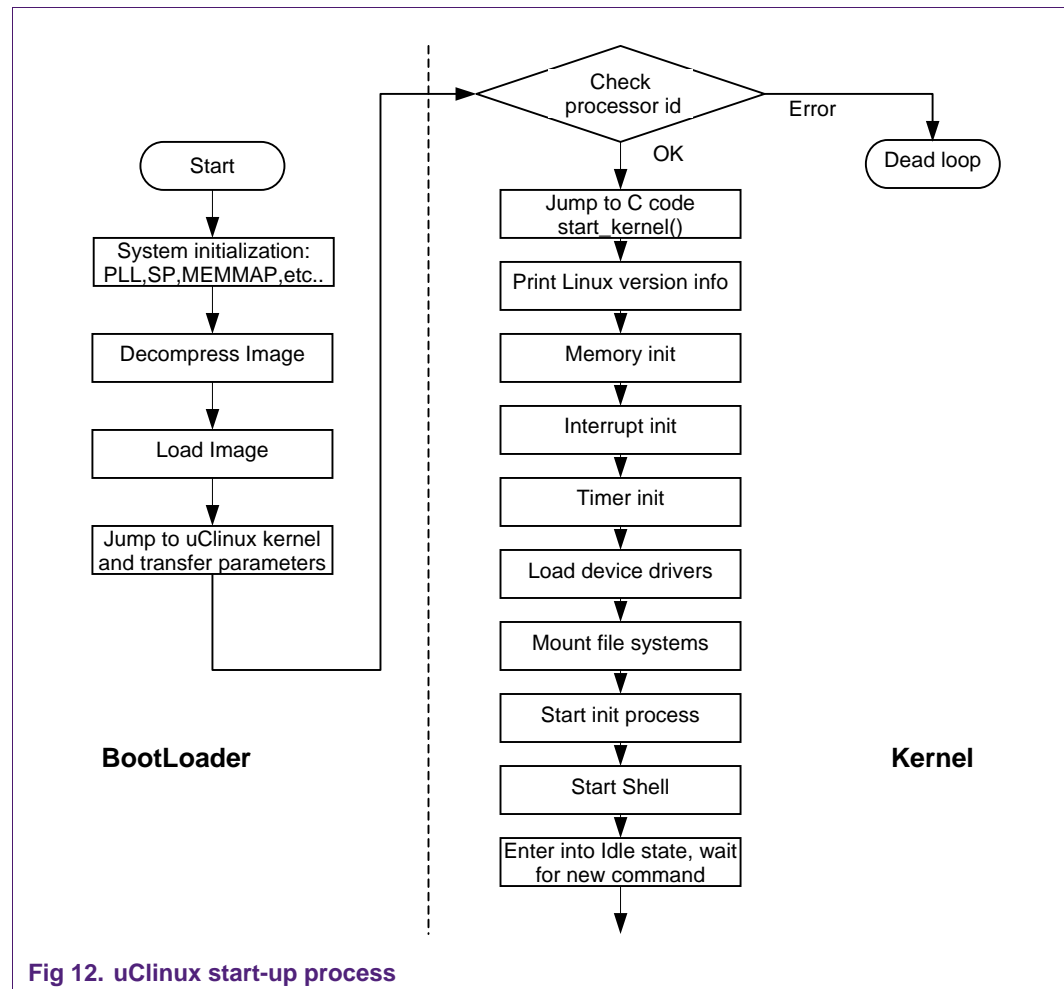 Start
System initialization:
PLL,SP,MEMMAP,etc..
Decompress Image
Load Image
Jump to uClinux kernel
and transfer parameters
BootLoader
Check
processor id
Error
Dead loop
OK
Jump to C code
start_kernel()
Print Linux version info
Memory init
Interrupt init
Timer init
Load device drivers
Mount file systems
Start init process
Start Shell
Enter into Idle state, wait
for new command
Kernel
Fig 12. uClinux start-up process